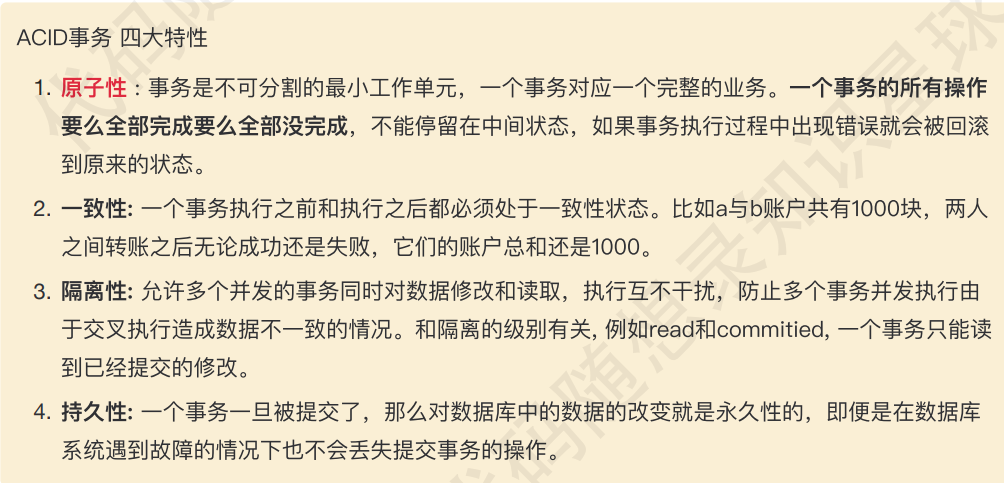 ACID事务 四大特性
1. 原子性 : 事务是不可分割的最小工作单元，一个事务对应一个完整的业务。一个事务的所有操作
要么全部完成要么全部没完成，不能停留在中间状态，如果事务执行过程中出现错误就会被回滚
到原来的状态。
2. 一致性: 一个事务执行之前和执行之后都必须处于一致性状态。比如a与b账户共有1000块，两人
之间转账之后无论成功还是失败，它们的账户总和还是1000。
3. 隔离性: 允许多个并发的事务同时对数据修改和读取，执行互不干扰，防止多个事务并发执行由
于交叉执行造成数据不一致的情况。和隔离的级别有关, 例如read和commitied, 一个事务只能读
到已经提交的修改。
4. 持久性: 一个事务一旦被提交了，那么对数据库中的数据的改变就是永久性的，即便是在数据库
系统遇到故障的情况下也不会丢失提交事务的操作。
代码随想录知识星球